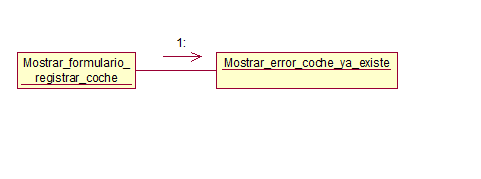 1:
Mostrar_formulario_
registrar_coche
Mostrar_error_coche_ya_existe